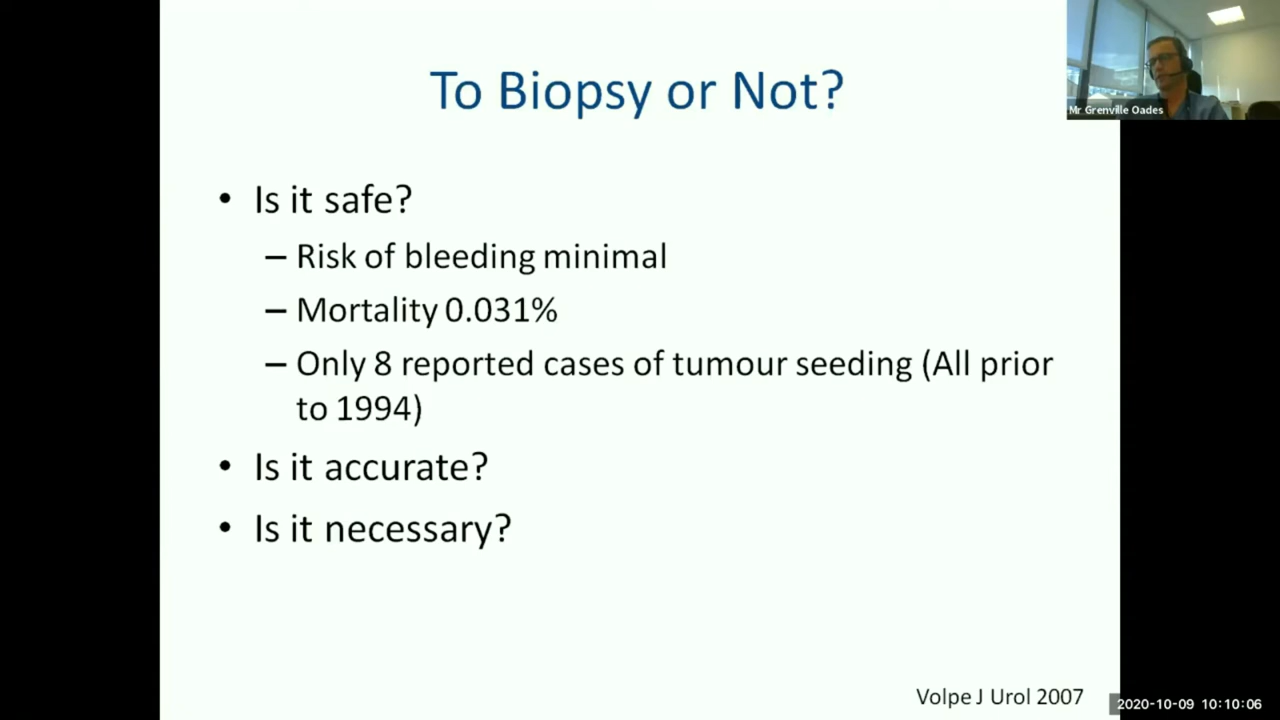 To Biopsy or Not?
Mr Grenville Oades
• Is it safe?
– Risk of bleeding minimal
– Mortality 0.031%
– Only 8 reported cases of tumour seeding (All prior
to 1994)
• Is it accurate?
• Is it necessary?
Volpe J Urol 2007
2020-10-09 10:10:06